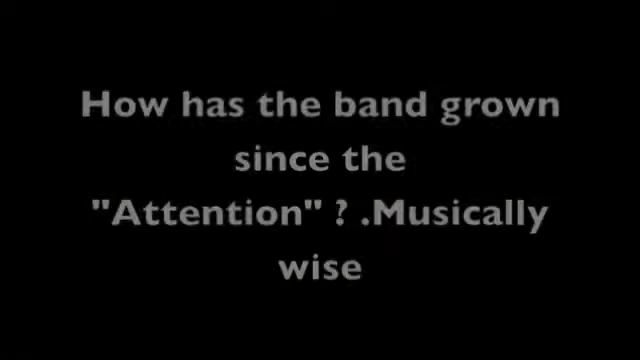 How has the band grown
since the
"Attention" ? .Musically
wise